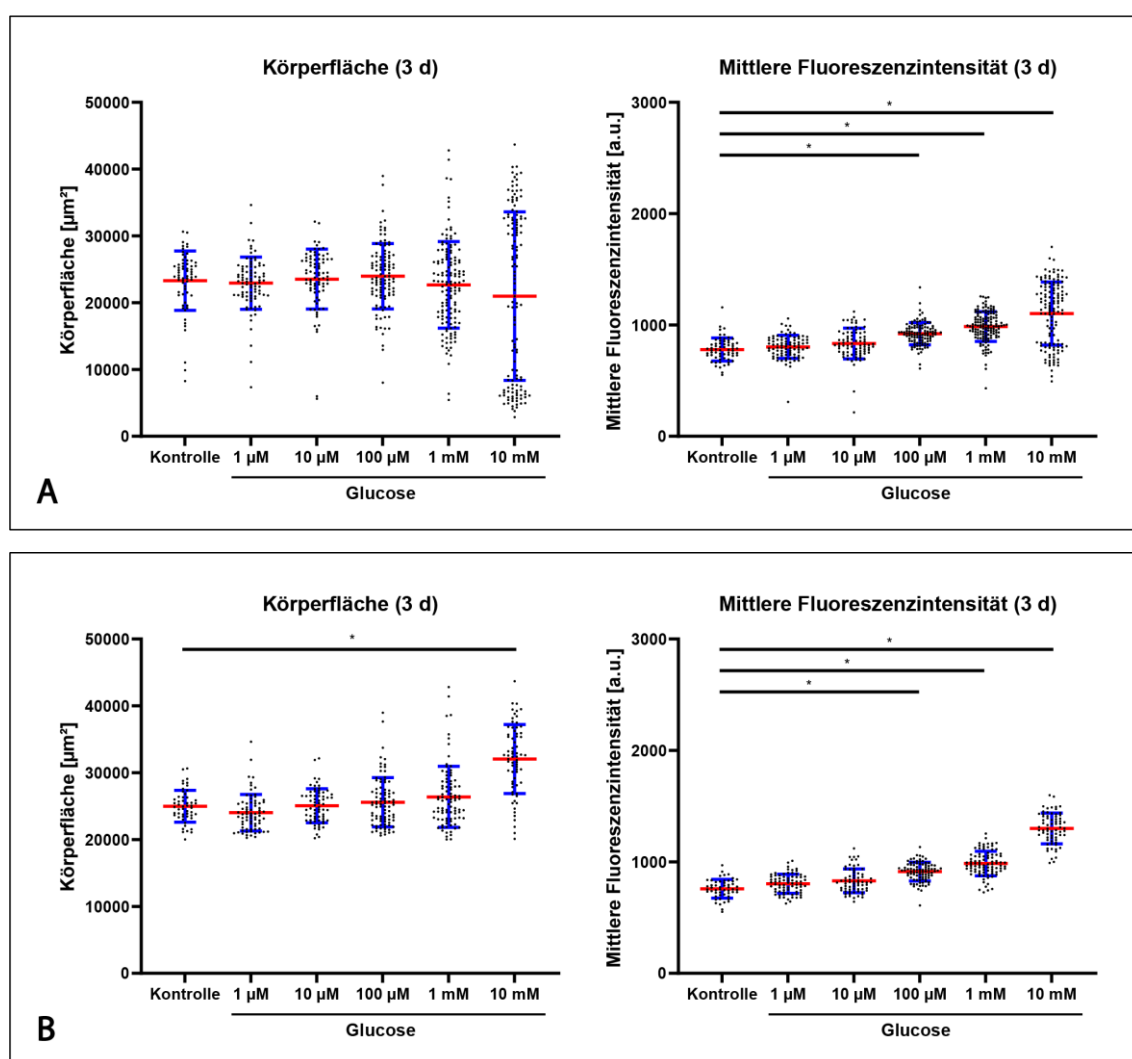 Körperfläche (3 d)
Körperfläche [µm²]
50000
40000
30000
20000
10000
0
Kontrolle 1 µM 10 µM 100 µM 1 mM 10 mM
Glucose
Mittlere Fluoreszenzintensität (3 d)
Mittlere Fluoreszenzintensität [a.u.]
3000
2000
1000
0
*
*
*
Kontrolle 1 µM 10 µM 100 µM 1 mM 10 mM
Glucose
A
Körperfläche (3 d)
Körperfläche [µm²]
50000
40000
30000
20000
10000
0
*
Kontrolle 1 µM 10 µM 100 µM 1 mM 10 mM
Glucose
Mittlere Fluoreszenzintensität (3 d)
Mittlere Fluoreszenzintensität [a.u.]
3000
2000
1000
0
*
*
*
Kontrolle 1 µM 10 µM 100 µM 1 mM 10 mM
Glucose
B